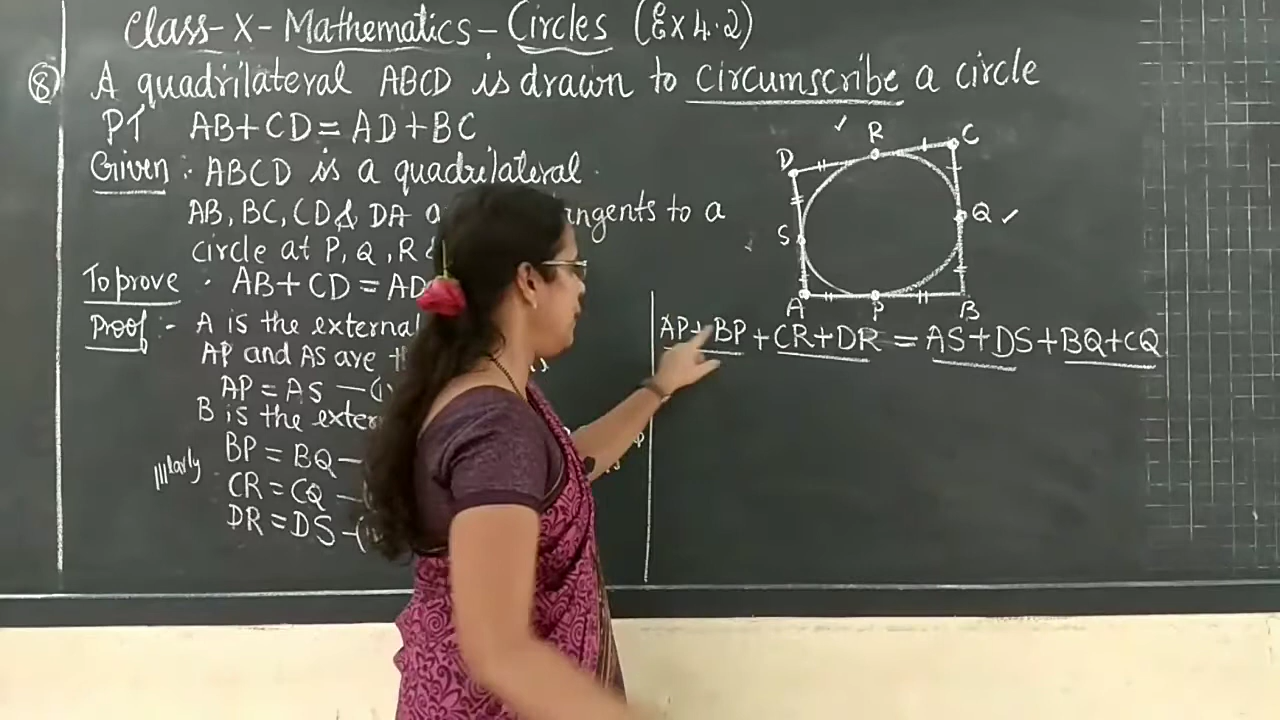 Class-X-Mathematics-Circles (Ex 4.2)
8 A quadrilateral ABCD is drawn to circumscribe a circle
PT AB+CD=AD+BC
Given :- ABCD is a quadrilateral.
AB, BC, CD & DA tangents to a
circle at P, Q, R &
To prove . AB+CD=AD
Proof :- A is the external
AP and AS are
AP = AS -(1)
B is the
BP = BQ -
|||larly
CR = CQ -
DR = DS -
D R C
S Q
A P B
AP+BP+CR+DR=AS+DS+BQ+CQ